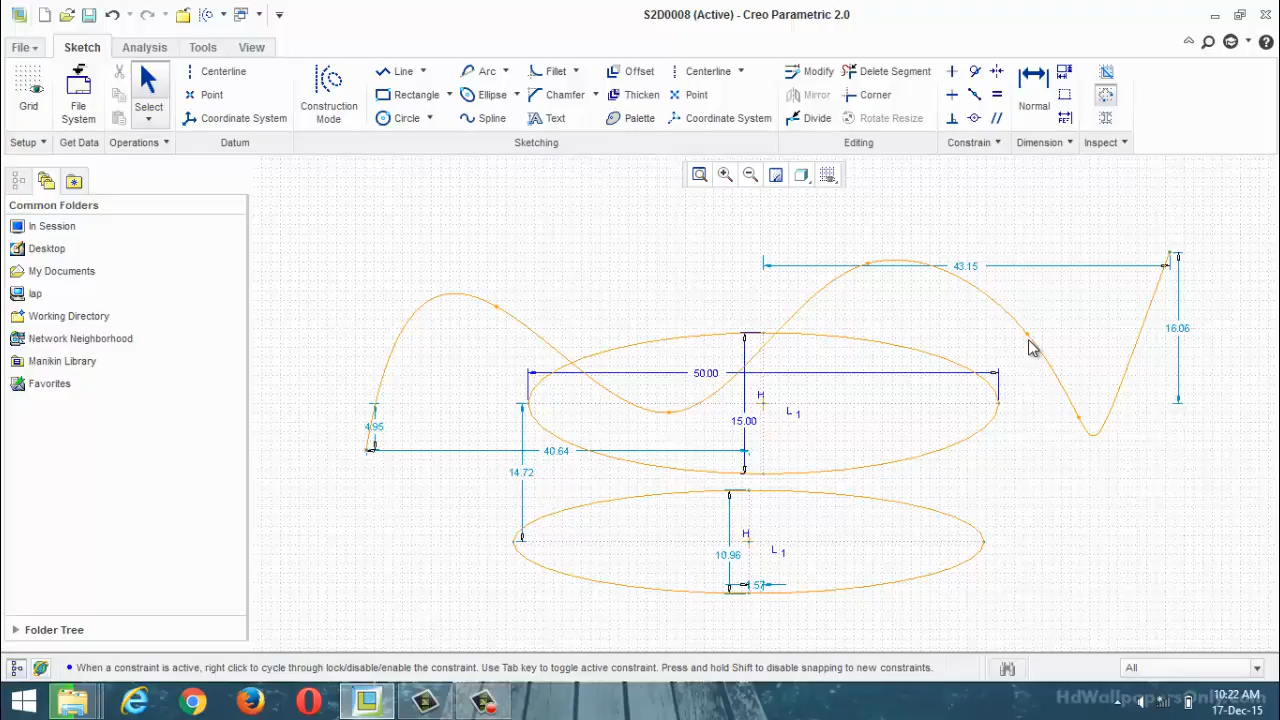 S2D0008 (Active) - Creo Parametric 2.0
File Sketch Analysis Tools View
Grid
File System
Select
Centerline
Point
Coordinate System
Construction Mode
Line Arc Fillet Offset Centerline
Rectangle Ellipse Chamfer Thicken Point
Circle Spline Text Palette Coordinate System
Modify Delete Segment
Mirror Corner
Divide Rotate Resize
Normal
Setup Get Data Operations Datum Sketching Editing Constrain Dimension Inspect
Common Folders
In Session
Desktop
My Documents
lap
Working Directory
Network Neighborhood
Manikin Library
Favorites
Folder Tree
43.15
16.06
50.00
H
L 1
15.00
4.95
40.64
14.72
H
L 1
10.96
When a constraint is active, right click to cycle through lock/disable/enable the constraint. Use Tab key to toggle active constraint. Press and hold Shift to disable snapping to new constraints.
All
HdWallpapersOnly.com
10:22 AM
17-Dec-15